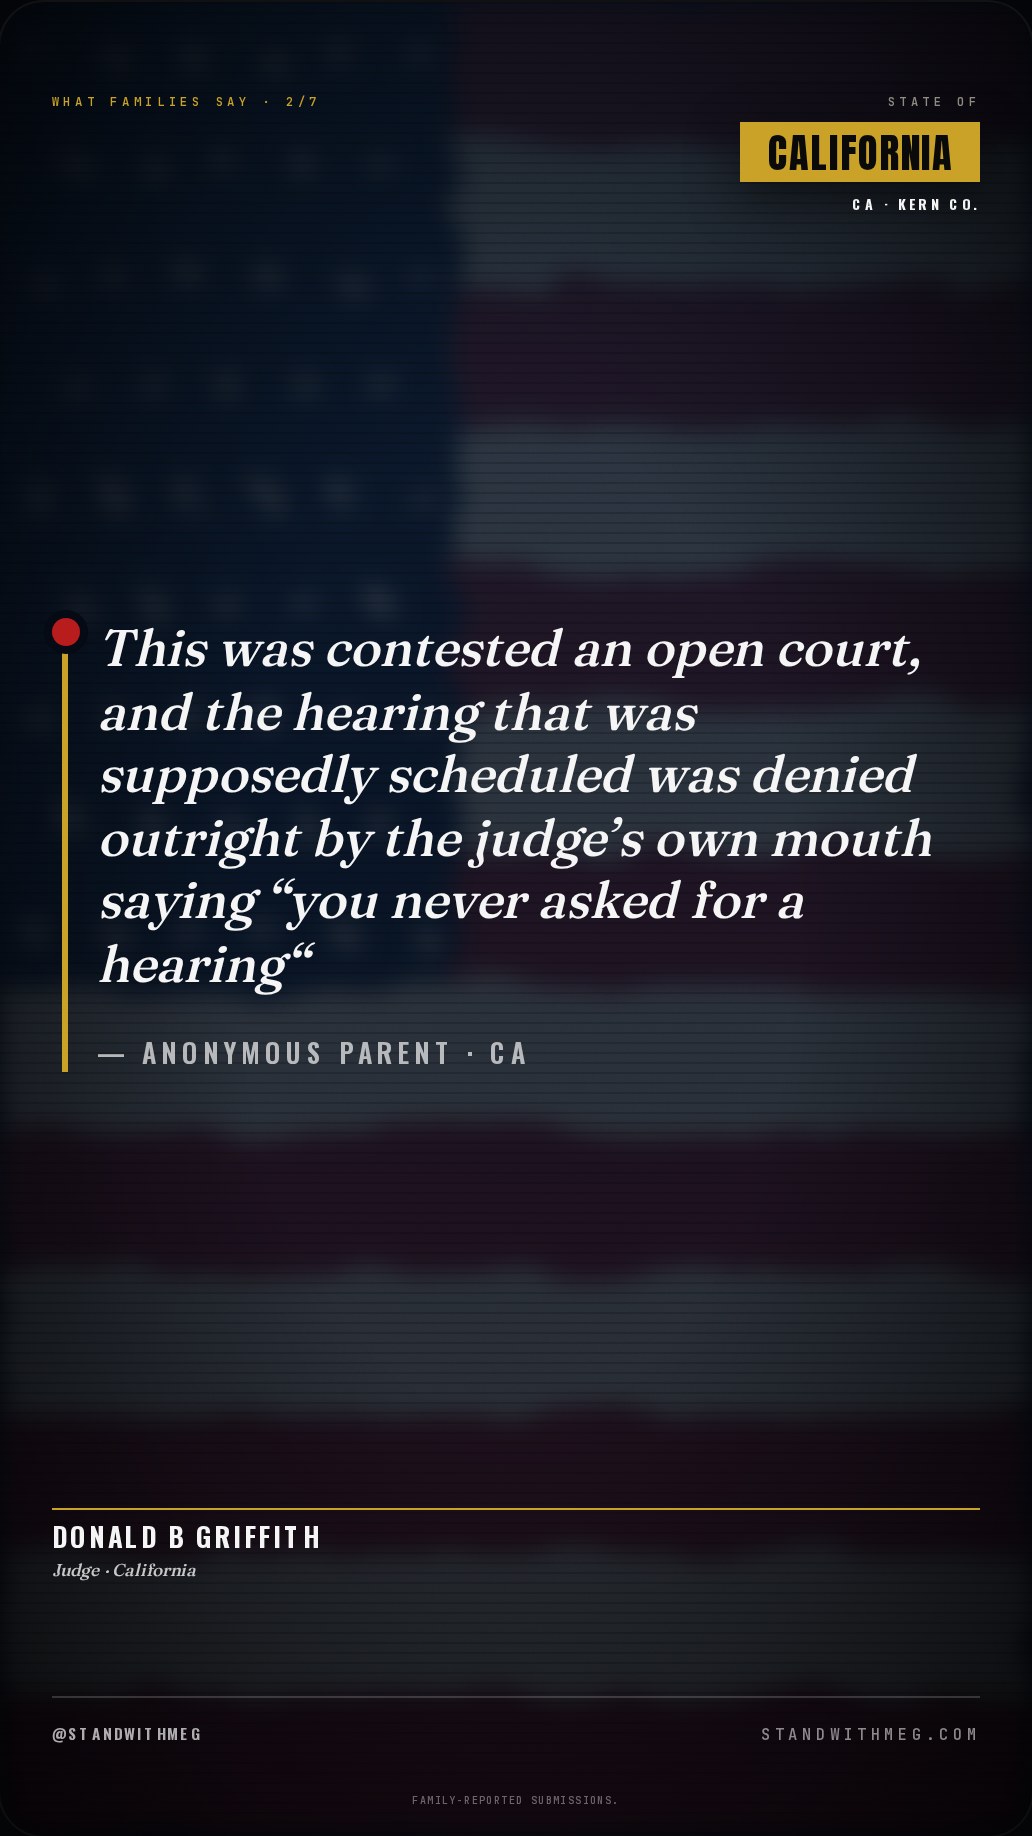 WHAT FAMILIES SAY · 2/7
STATE OF
CALIFORNIA
CA · KERN CO.
This was contested an open court,
and the hearing that was
supposedly scheduled was denied
outright by the judge’s own mouth
saying “you never asked for a
hearing“
— ANONYMOUS PARENT · CA
DONALD B GRIFFITH
Judge · California
@STANDWITHMEG
STANDWITHMEG.COM
FAMILY-REPORTED SUBMISSIONS.